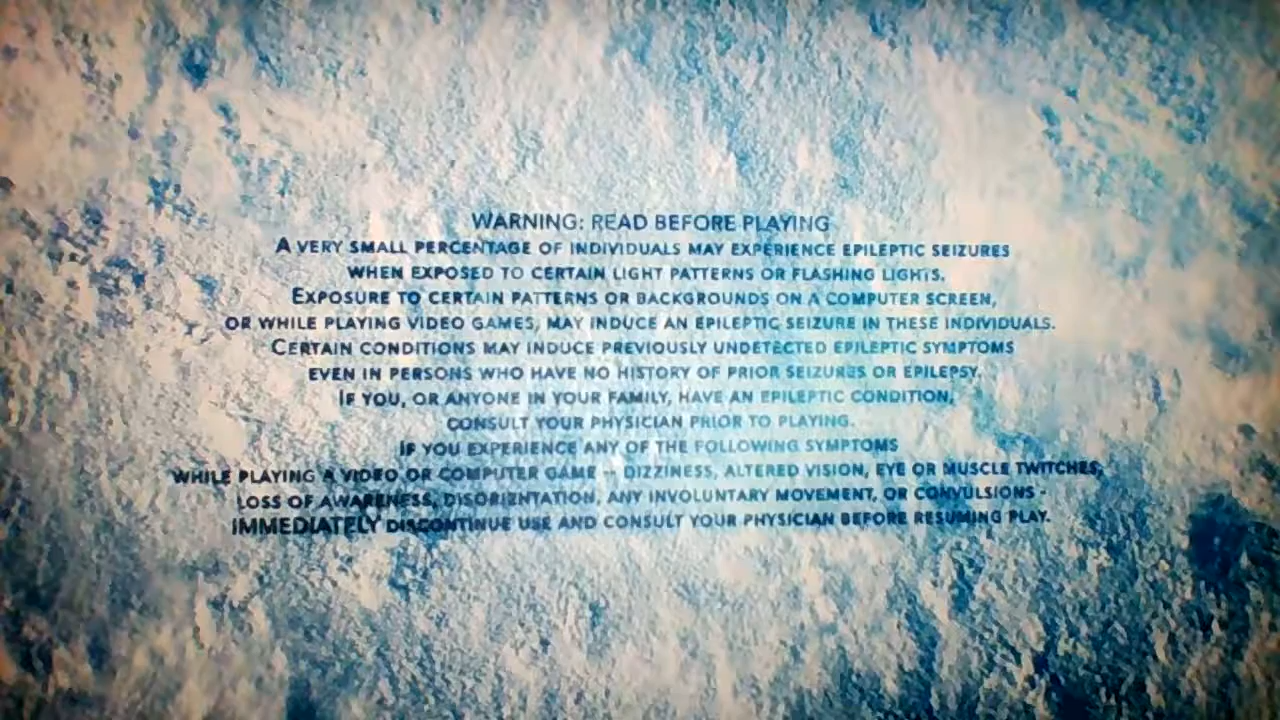 WARNING: READ BEFORE PLAYING
A VERY SMALL PERCENTAGE OF INDIVIDUALS MAY EXPERIENCE EPILEPTIC SEIZURES
WHEN EXPOSED TO CERTAIN LIGHT PATTERNS OR FLASHING LIGHTS.
EXPOSURE TO CERTAIN PATTERNS OR BACKGROUNDS ON A COMPUTER SCREEN,
OR WHILE PLAYING VIDEO GAMES, MAY INDUCE AN EPILEPTIC SEIZURE IN THESE INDIVIDUALS.
CERTAIN CONDITIONS MAY INDUCE PREVIOUSLY UNDETECTED EPILEPTIC SYMPTOMS
EVEN IN PERSONS WHO HAVE NO HISTORY OF PRIOR SEIZURES OR EPILEPSY.
IF YOU, OR ANYONE IN YOUR FAMILY, HAVE AN EPILEPTIC CONDITION,
CONSULT YOUR PHYSICIAN PRIOR TO PLAYING.
IF YOU EXPERIENCE ANY OF THE FOLLOWING SYMPTOMS
WHILE PLAYING A VIDEO OR COMPUTER GAME -- DIZZINESS, ALTERED VISION, EYE OR MUSCLE TWITCHES,
LOSS OF AWARENESS, DISORIENTATION, ANY INVOLUNTARY MOVEMENT, OR CONVULSIONS -
IMMEDIATELY DISCONTINUE USE AND CONSULT YOUR PHYSICIAN BEFORE RESUMING PLAY.